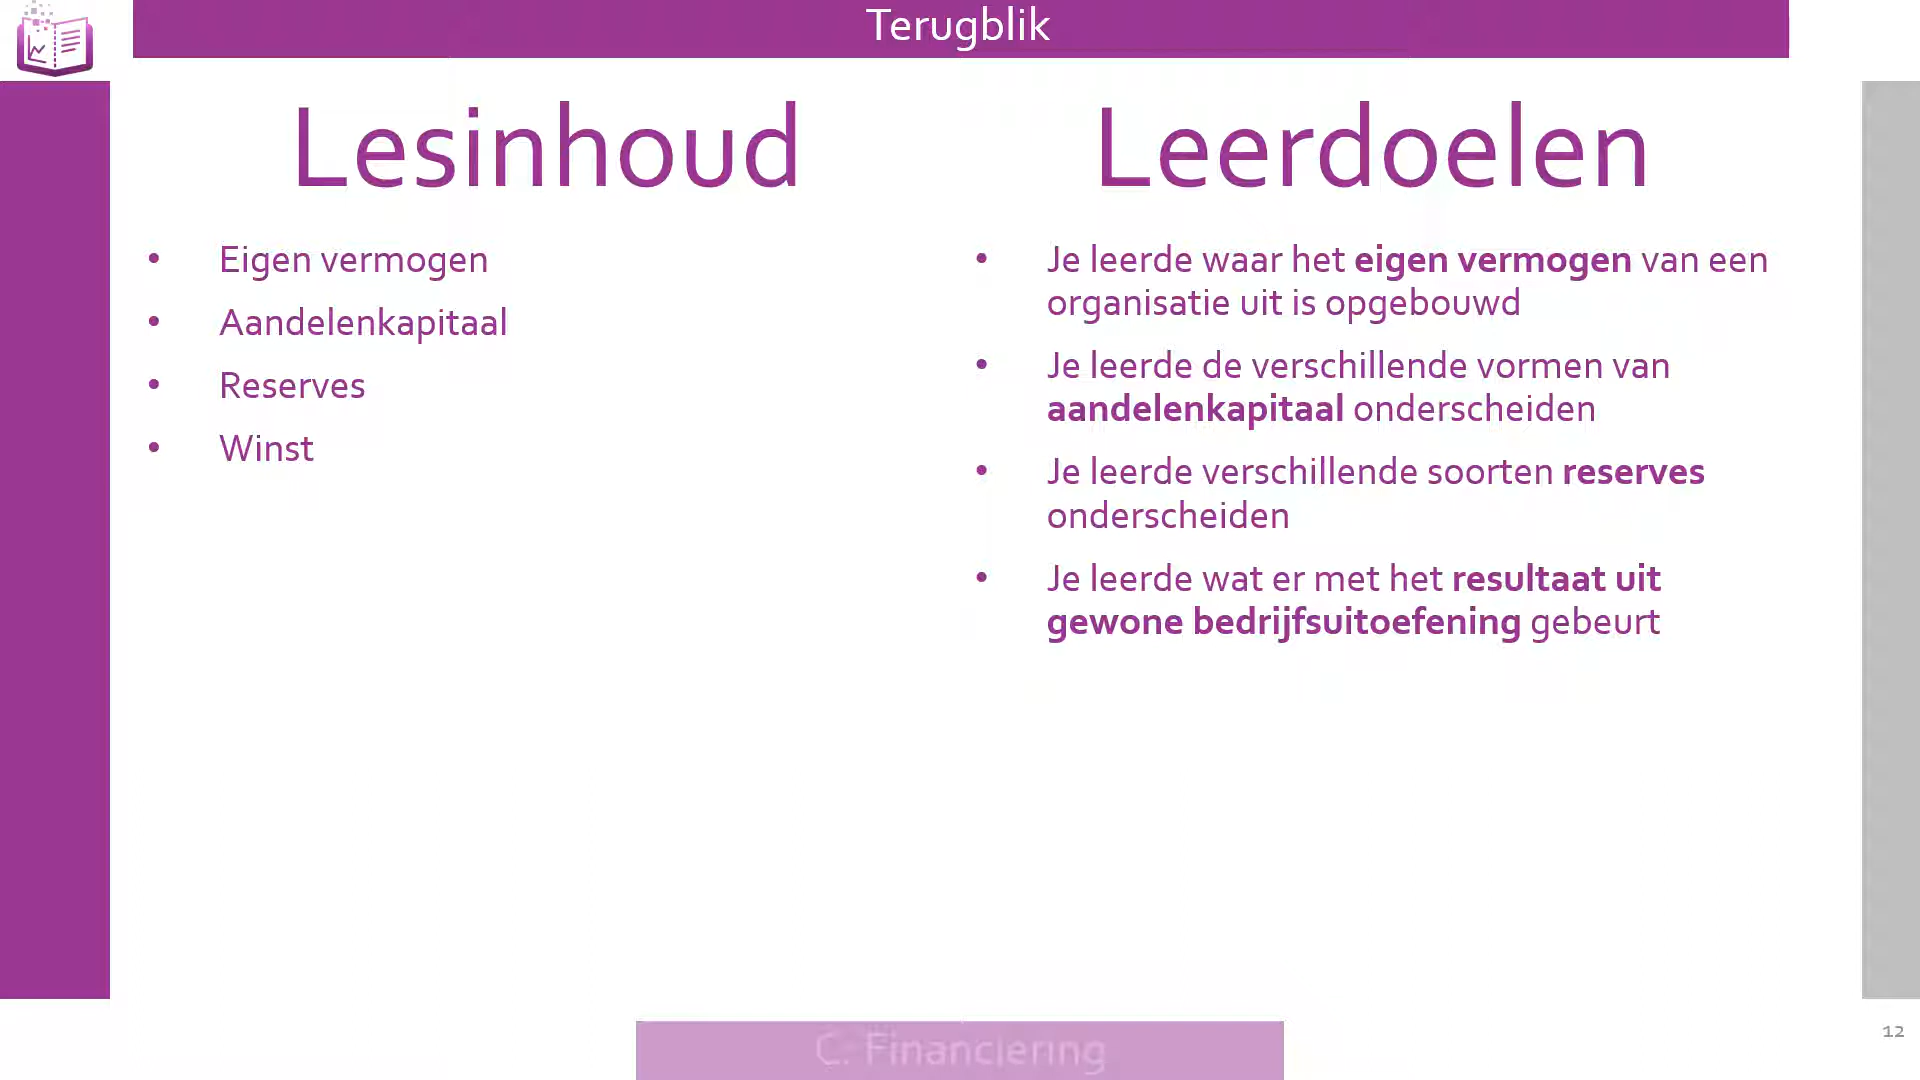 Terugblik
Lesinhoud
• Eigen vermogen
• Aandelenkapitaal
• Reserves
• Winst
Leerdoelen
• Je leerde waar het eigen vermogen van een
organisatie uit is opgebouwd
• Je leerde de verschillende vormen van
aandelenkapitaal onderscheiden
• Je leerde verschillende soorten reserves
onderscheiden
• Je leerde wat er met het resultaat uit
gewone bedrijfsuitoefening gebeurt
C. Financiering
12